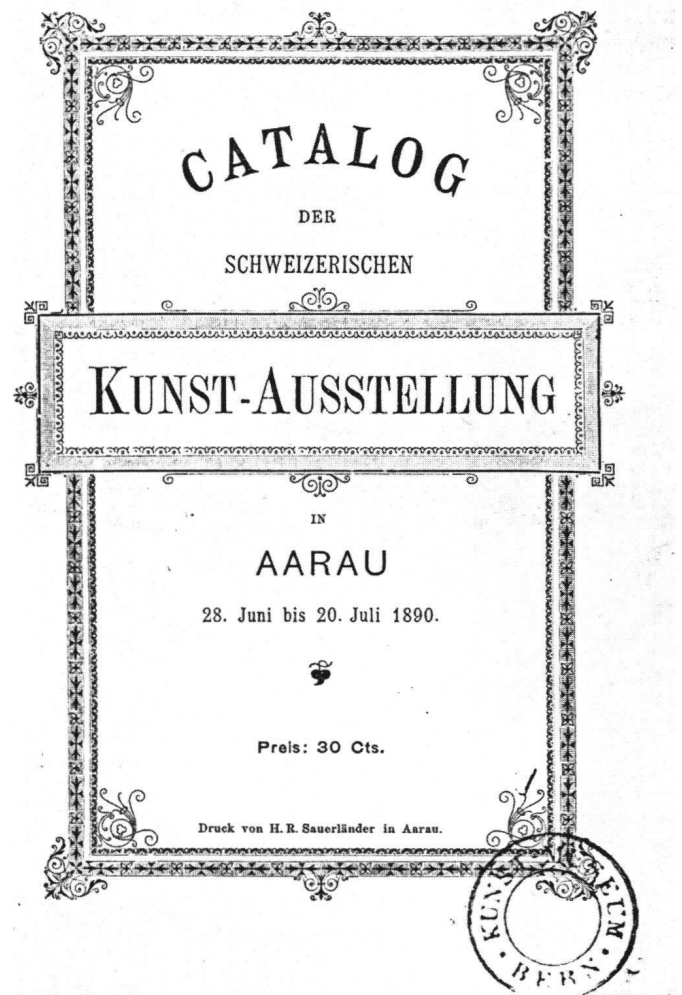 CATALOG
DER
SCHWEIZERISCHEN
KUNST-AUSSTELLUNG
IN
AARAU
28. Juni bis 20. Juli 1890.
Preis: 30 Cts.
Druck von H. R. Sauerländer in Aarau.
KUNSTMUSEUM
BERN